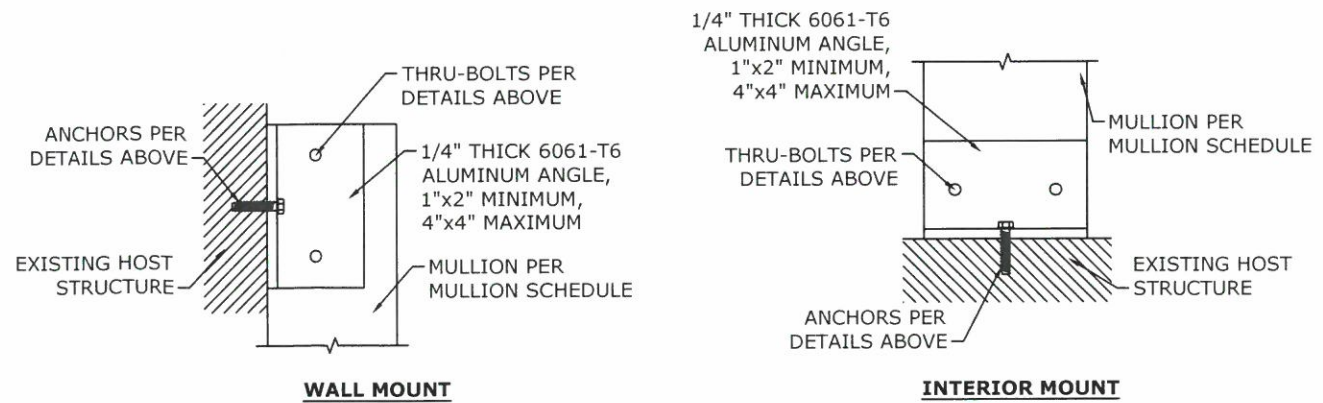 THRU-BOLTS PER
DETAILS ABOVE
ANCHORS PER
DETAILS ABOVE
1/4" THICK 6061-T6
ALUMINUM ANGLE,
1"x2" MINIMUM,
4"x4" MAXIMUM
EXISTING HOST
STRUCTURE
MULLION PER
MULLION SCHEDULE
WALL MOUNT
1/4" THICK 6061-T6
ALUMINUM ANGLE,
1"x2" MINIMUM,
4"x4" MAXIMUM
MULLION PER
MULLION SCHEDULE
THRU-BOLTS PER
DETAILS ABOVE
EXISTING HOST
STRUCTURE
ANCHORS PER
DETAILS ABOVE
INTERIOR MOUNT